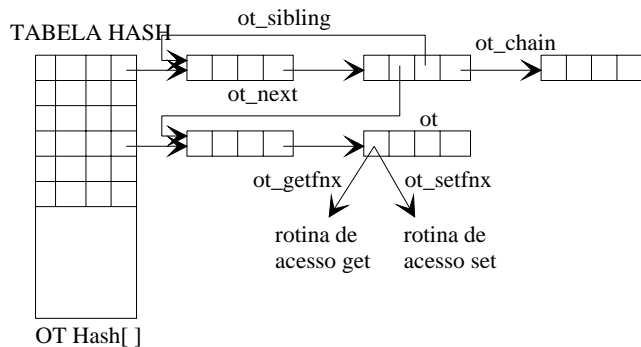 ot_sibling
TABELA HASH
ot_chain
ot_next
ot
ot_getfnx
ot_setfnx
rotina de
acesso get
rotina de
acesso set
OT Hash[ ]